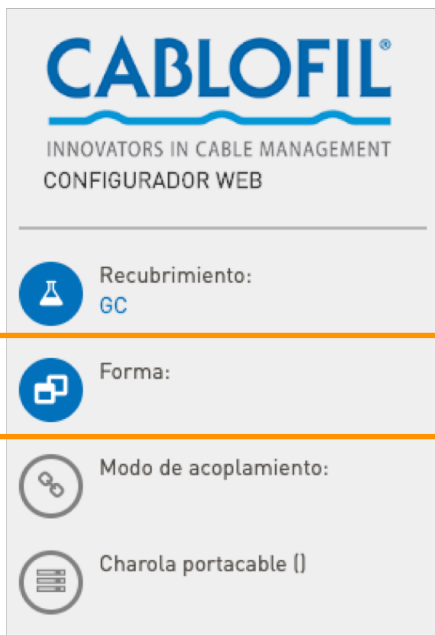 CABLOFIL®
INNOVATORS IN CABLE MANAGEMENT
CONFIGURADOR WEB
Recubrimiento:
GC
Forma:
Modo de acoplamiento:
Charola portacable ()